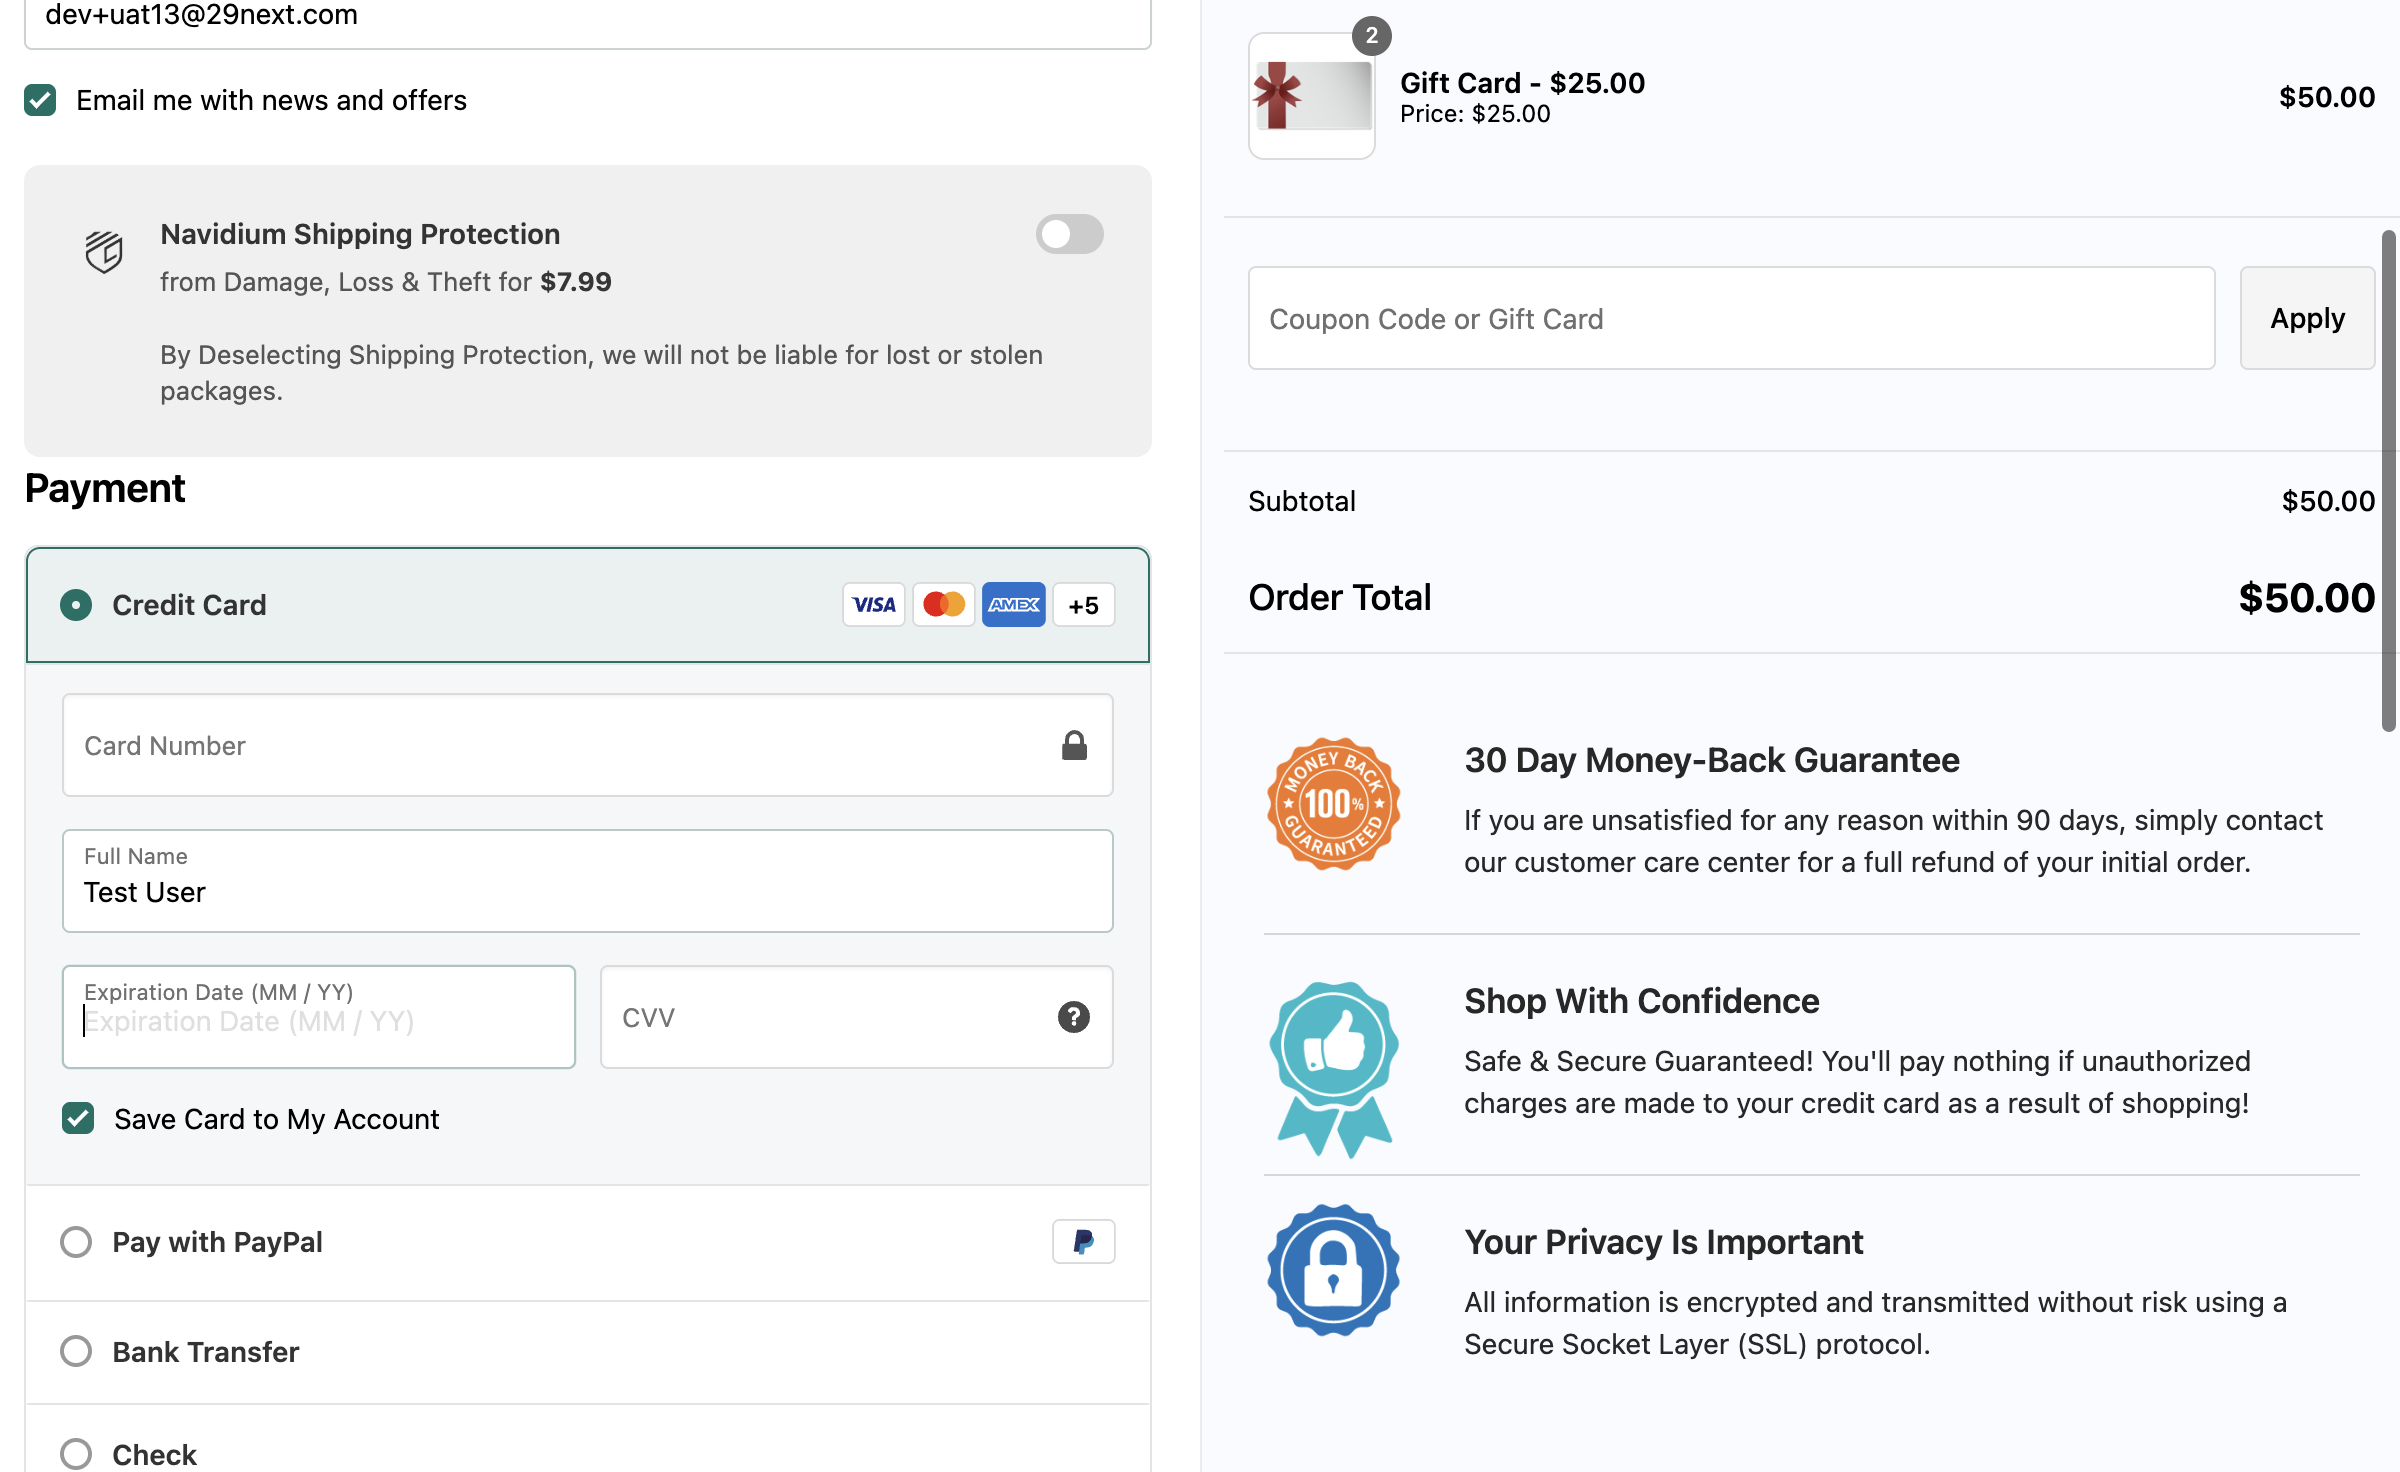 dev+uat13@29next.com
Email me with news and offers
Navidium Shipping Protection
from Damage, Loss & Theft for $7.99
By Deselecting Shipping Protection, we will not be liable for lost or stolen
packages.
Payment
Credit Card
VISA
AMEX
+5
Card Number
Full Name
Test User
Expiration Date (MM / YY)
Expiration Date (MM / YY)
CVV
?
Save Card to My Account
Pay with PayPal
Bank Transfer
Check
2
Gift Card - $25.00
Price: $25.00
$50.00
Coupon Code or Gift Card
Apply
Subtotal
$50.00
Order Total
$50.00
MONEY BACK
100%
GUARANTEED
30 Day Money-Back Guarantee
If you are unsatisfied for any reason within 90 days, simply contact
our customer care center for a full refund of your initial order.
Shop With Confidence
Safe & Secure Guaranteed! You'll pay nothing if unauthorized
charges are made to your credit card as a result of shopping!
Your Privacy Is Important
All information is encrypted and transmitted without risk using a
Secure Socket Layer (SSL) protocol.